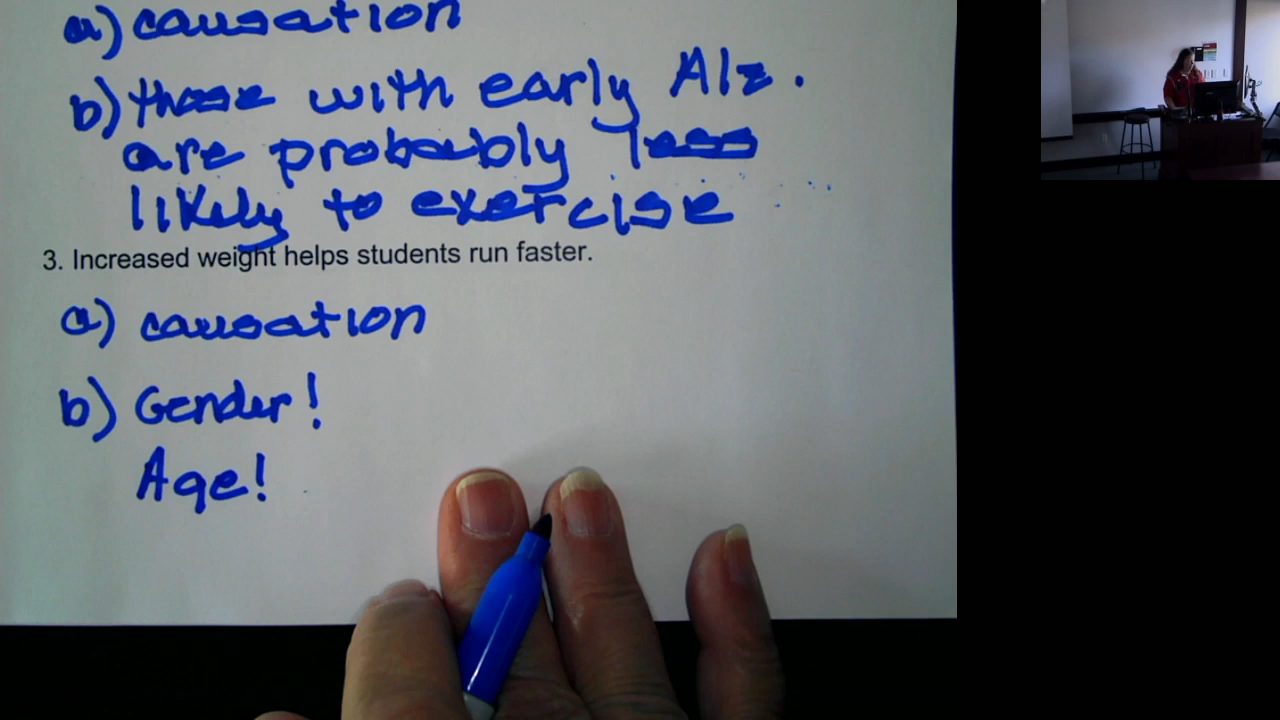 a) causation
b) those with early Alz.
are probably less
likely to exercise
3. Increased weight helps students run faster.
a) causation
b) Gender!
Age!